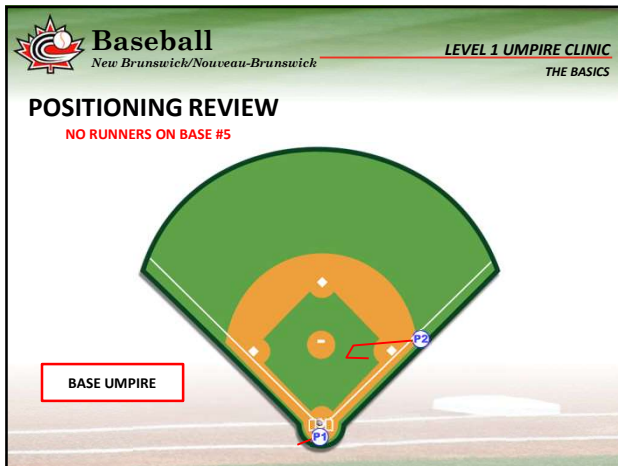 Baseball
New Brunswick/Nouveau-Brunswick
LEVEL 1 UMPIRE CLINIC
THE BASICS
POSITIONING REVIEW
NO RUNNERS ON BASE #5
P2
BASE UMPIRE
P1